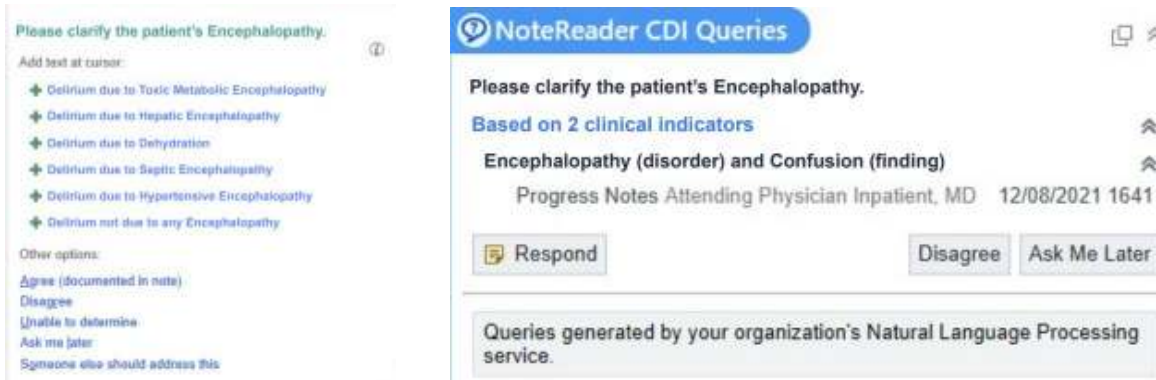 Please clarify the patient's Encephalopathy.
Add text at cursor:
Delirium due to Toxic Metabolic Encephalopathy
Delirium due to Hepatic Encephalopathy
Delirium due to Dehydration
Delirium due to Septic Encephalopathy
Delirium due to Hypertensive Encephalopathy
Delirium not due to any Encephalopathy
Other options:
Agree (documented in note)
Disagree
Unable to determine
Ask me later
Someone else should address this
NoteReader CDI Queries
Please clarify the patient's Encephalopathy.
Based on 2 clinical indicators
Encephalopathy (disorder) and Confusion (finding)
Progress Notes Attending Physician Inpatient, MD 12/08/2021 1641
Respond Disagree Ask Me Later
Queries generated by your organization's Natural Language Processing
service.